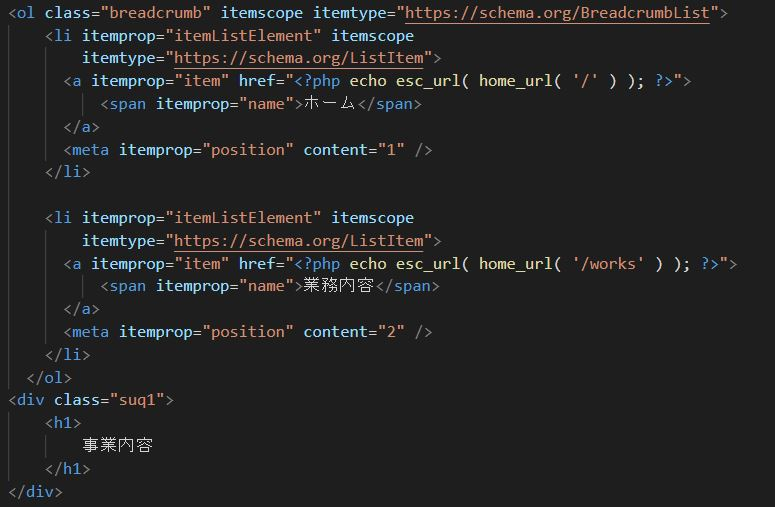 <ol class="breadcrumb" itemscope itemtype="https://schema.org/BreadcrumbList">
<li itemprop="itemListElement" itemscope
itemtype="https://schema.org/ListItem">
<a itemprop="item" href="<?php echo esc_url( home_url( '/' ) ); ?>">
<span itemprop="name">ホーム</span>
</a>
<meta itemprop="position" content="1" />
</li>
<li itemprop="itemListElement" itemscope
itemtype="https://schema.org/ListItem">
<a itemprop="item" href="<?php echo esc_url( home_url( '/works' ) ); ?>">
<span itemprop="name">業務内容</span>
</a>
<meta itemprop="position" content="2" />
</li>
</ol>
<div class="suq1">
<h1>
事業内容
</h1>
</div>